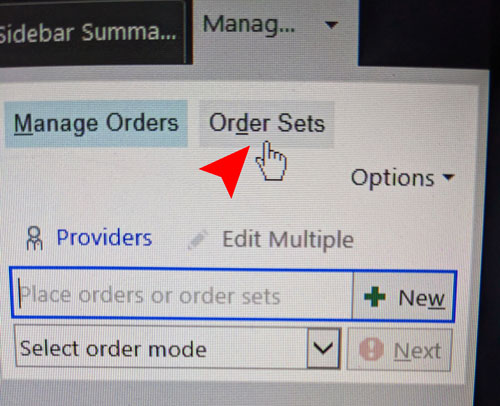 Sidebar Summa...
Manag...
Manage Orders
Order Sets
Options
Providers
Edit Multiple
Place orders or order sets
New
Select order mode
Next